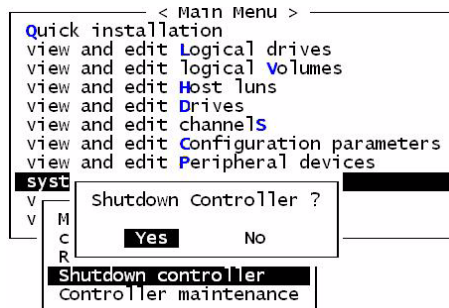 < Main Menu >
Quick installation
view and edit Logical drives
view and edit logical Volumes
view and edit Host luns
view and edit Drives
view and edit channelS
view and edit Configuration parameters
view and edit Peripheral devices
syst
v
v
Shutdown Controller ?
Yes No
M
C
R
Shutdown controller
Controller maintenance